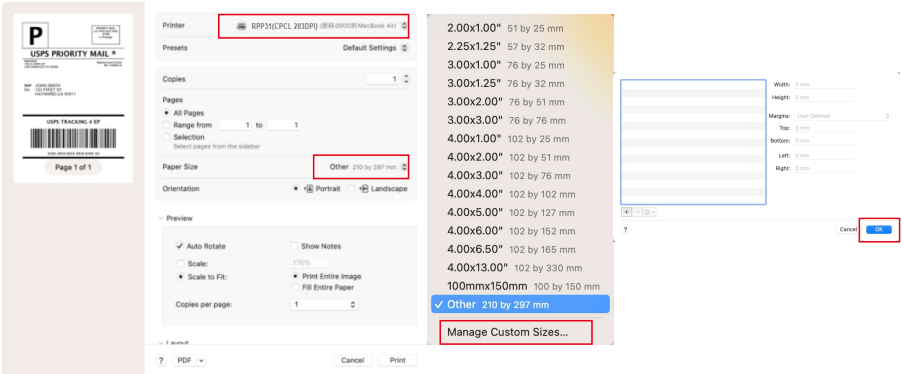 P
USPS PRIORITY MAIL ®
JOHN SMITH
HAYWARD,CA
USPS TRACKING # EP
Page 1 of 1
Printer
MacBook Air)
Presets
Default Settings
Copies
1
Pages
All Pages
Range from 1 to 1
Selection
Select pages from the sidebar
Paper Size
Other 210 by 297 mm
Orientation
Portrait
Landscape
Preview
Auto Rotate
Show Notes
Scale:
176%
Scale to Fit:
Print Entire Image
Fill Entire Paper
Copies per page:
1
Layout
?
PDF
Cancel
Print
2.00x1.00" 51 by 25 mm
2.25x1.25" 57 by 32 mm
3.00x1.00" 76 by 25 mm
3.00x1.25" 76 by 32 mm
3.00x2.00" 76 by 51 mm
3.00x3.00" 76 by 76 mm
4.00x1.00" 102 by 25 mm
4.00x2.00" 102 by 51 mm
4.00x3.00" 102 by 76 mm
4.00x4.00" 102 by 102 mm
4.00x5.00" 102 by 127 mm
4.00x6.00" 102 by 152 mm
4.00x6.50" 102 by 165 mm
4.00x13.00" 102 by 330 mm
100mmx150mm 100 by 150 mm
Other 210 by 297 mm
Manage Custom Sizes...
Width: 0 mm
Height: 0 mm
Margins: User Defined
Top: 0 mm
Bottom: 0 mm
Left: 0 mm
Right: 0 mm
?
Cancel
OK